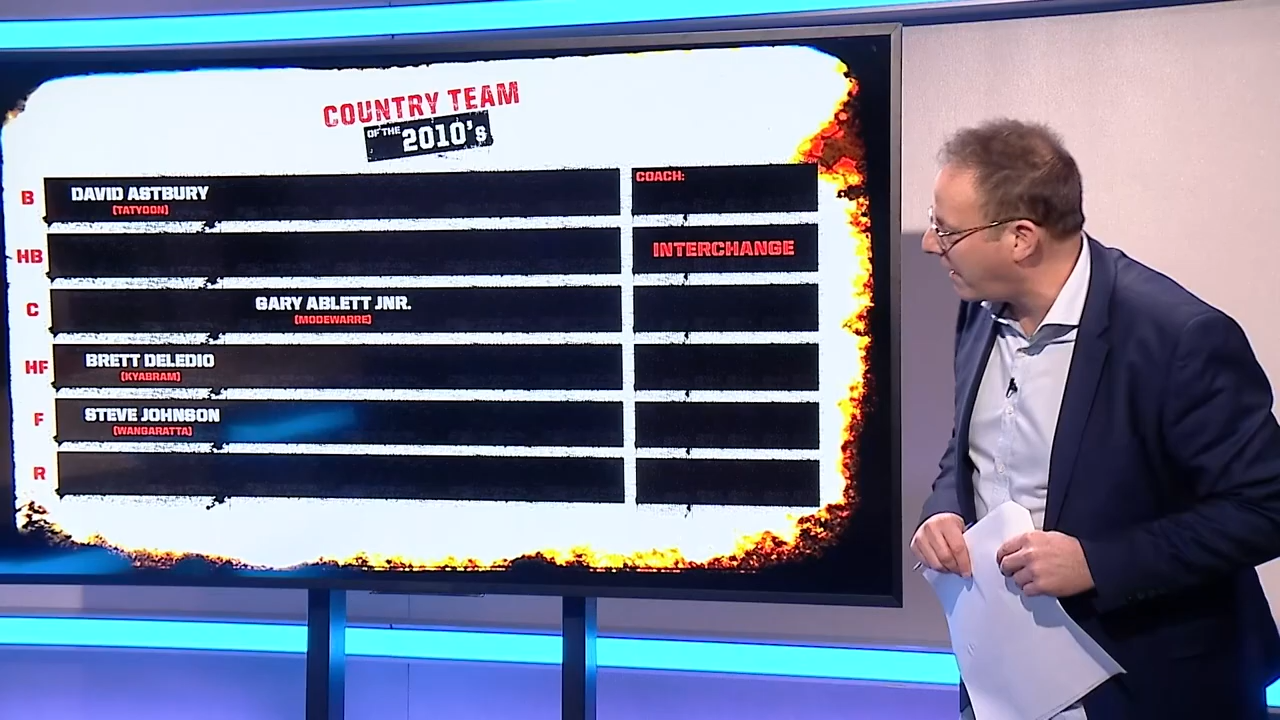 COUNTRY TEAM
OF THE 2010's
B
DAVID ASTBURY
(TATYOON)
COACH:
HB
INTERCHANGE
C
GARY ABLETT JNR.
(MODEWARRE)
HF
BRETT DELEDIO
(KYABRAM)
F
STEVE JOHNSON
(WANGARATTA)
R